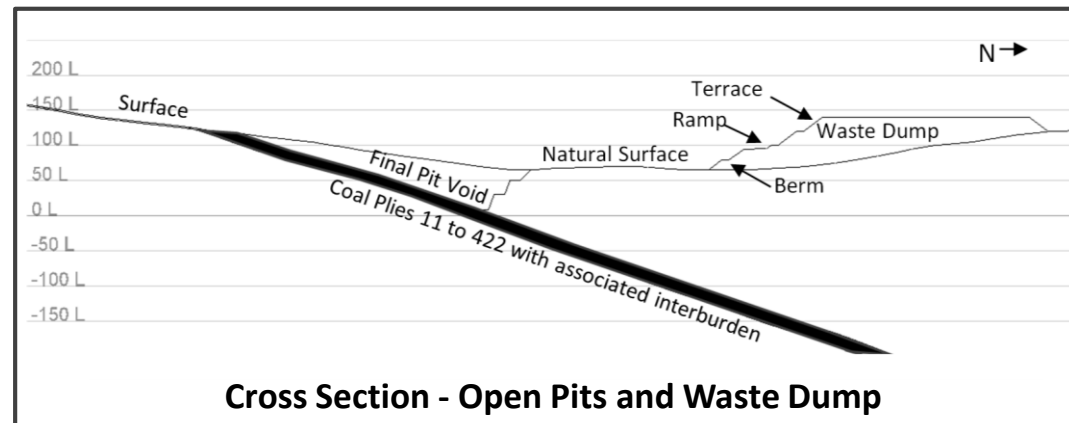 N
200 L
Terrace
150 L
Surface
Ramp
Waste Dump
100 L
Natural Surface
Final Pit Void
Berm
50 L
Coal Plies 11 to 422 with associated interburden
0 L
-50 L
-100 L
-150 L
Cross Section - Open Pits and Waste Dump